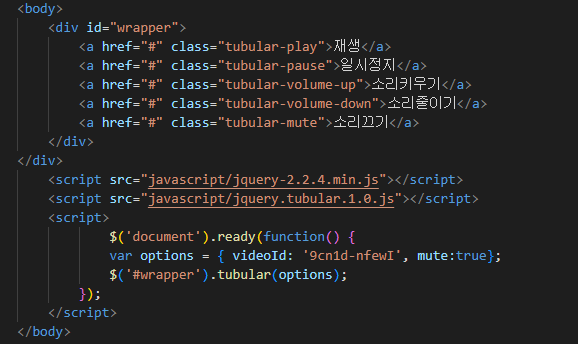 <body>
    <div id="wrapper">
        <a href="#" class="tubular-play">재생</a>
        <a href="#" class="tubular-pause">일시정지</a>
        <a href="#" class="tubular-volume-up">소리키우기</a>
        <a href="#" class="tubular-volume-down">소리줄이기</a>
        <a href="#" class="tubular-mute">소리끄기</a>
    </div>
</div>
    <script src="javascript/jquery-2.2.4.min.js"></script>
    <script src="javascript/jquery.tubular.1.0.js"></script>
    <script>
            $('document').ready(function() {
            var options = { videoId: '9cn1d-nfewI', mute:true};
            $('#wrapper').tubular(options);
        });
    </script>
</body>